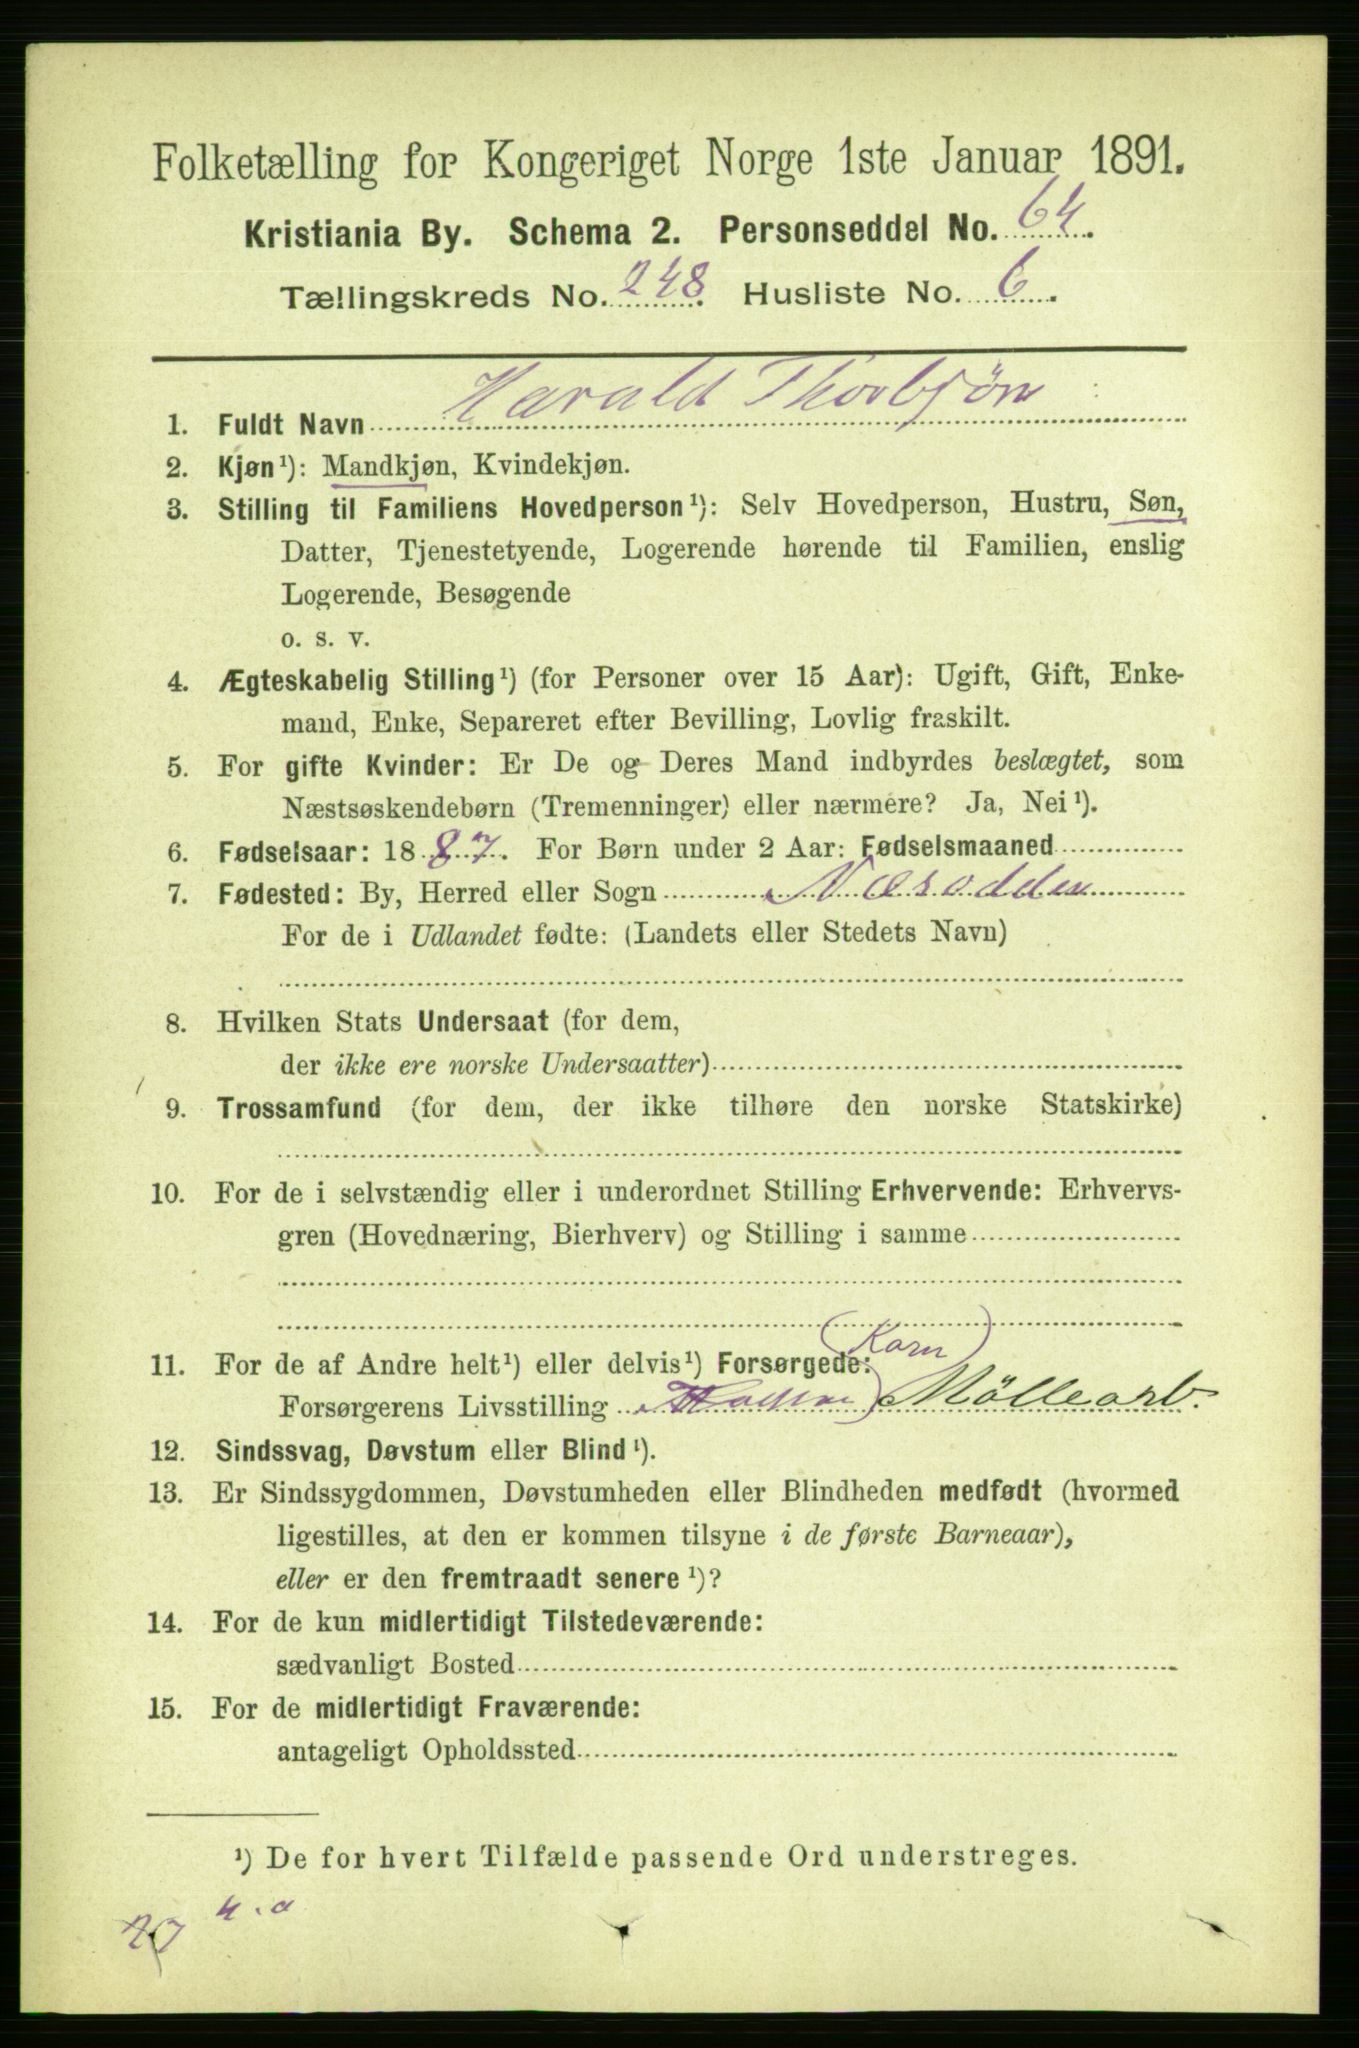 Folketælling for Kongeriget Norge 1ste Januar 1891.
Kristiania By. Schema 2. Personseddel No. 64.
Tællingskreds No. 248. Husliste No. 6.
1. Fuldt Navn Harald Thorbjörn
2. Kjøn¹): Mandkjøn, Kvindekjøn.
3. Stilling til Familiens Hovedperson¹): Selv Hovedperson, Hustru, Søn,
Datter, Tjenestetyende, Logerende hørende til Familien, enslig
Logerende, Besøgende
o. s. v.
4. Ægteskabelig Stilling¹) (for Personer over 15 Aar): Ugift, Gift, Enke-
mand, Enke, Separeret efter Bevilling, Lovlig fraskilt.
5. For gifte Kvinder: Er De og Deres Mand indbyrdes beslægtet, som
Næstsøskendebørn (Tremenninger) eller nærmere? Ja, Nei¹).
6. Fødselsaar: 1887. For Børn under 2 Aar: Fødselsmaaned
7. Fødested: By, Herred eller Sogn Næsodden
For de i Udlandet fødte: (Landets eller Stedets Navn)
8. Hvilken Stats Undersaat (for dem,
der ikke ere norske Undersaatter)
9. Trossamfund (for dem, der ikke tilhøre den norske Statskirke)
10. For de i selvstændig eller i underordnet Stilling Erhvervende: Erhvervs-
gren (Hovednæring, Bierhverv) og Stilling i samme
(Korn)
11. For de af Andre helt¹) eller delvis¹) Forsørgede:
Forsørgerens Livsstilling Möllearb.
12. Sindssvag, Døvstum eller Blind¹).
13. Er Sindssygdommen, Døvstumheden eller Blindheden medfødt (hvormed
ligestilles, at den er kommen tilsyne i de første Barneaar),
eller er den fremtraadt senere¹)?
14. For de kun midlertidigt Tilstedeværende:
sædvanligt Bosted
15. For de midlertidigt Fraværende:
antageligt Opholdssted
¹) De for hvert Tilfælde passende Ord understreges.